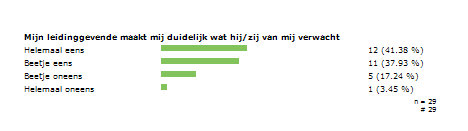 Mijn leidinggevende maakt mij duidelijk wat hij/zij van mij verwacht
Helemaal eens 12 (41.38 %)
Beetje eens 11 (37.93 %)
Beetje oneens 5 (17.24 %)
Helemaal oneens 1 (3.45 %)
n = 29
# 29